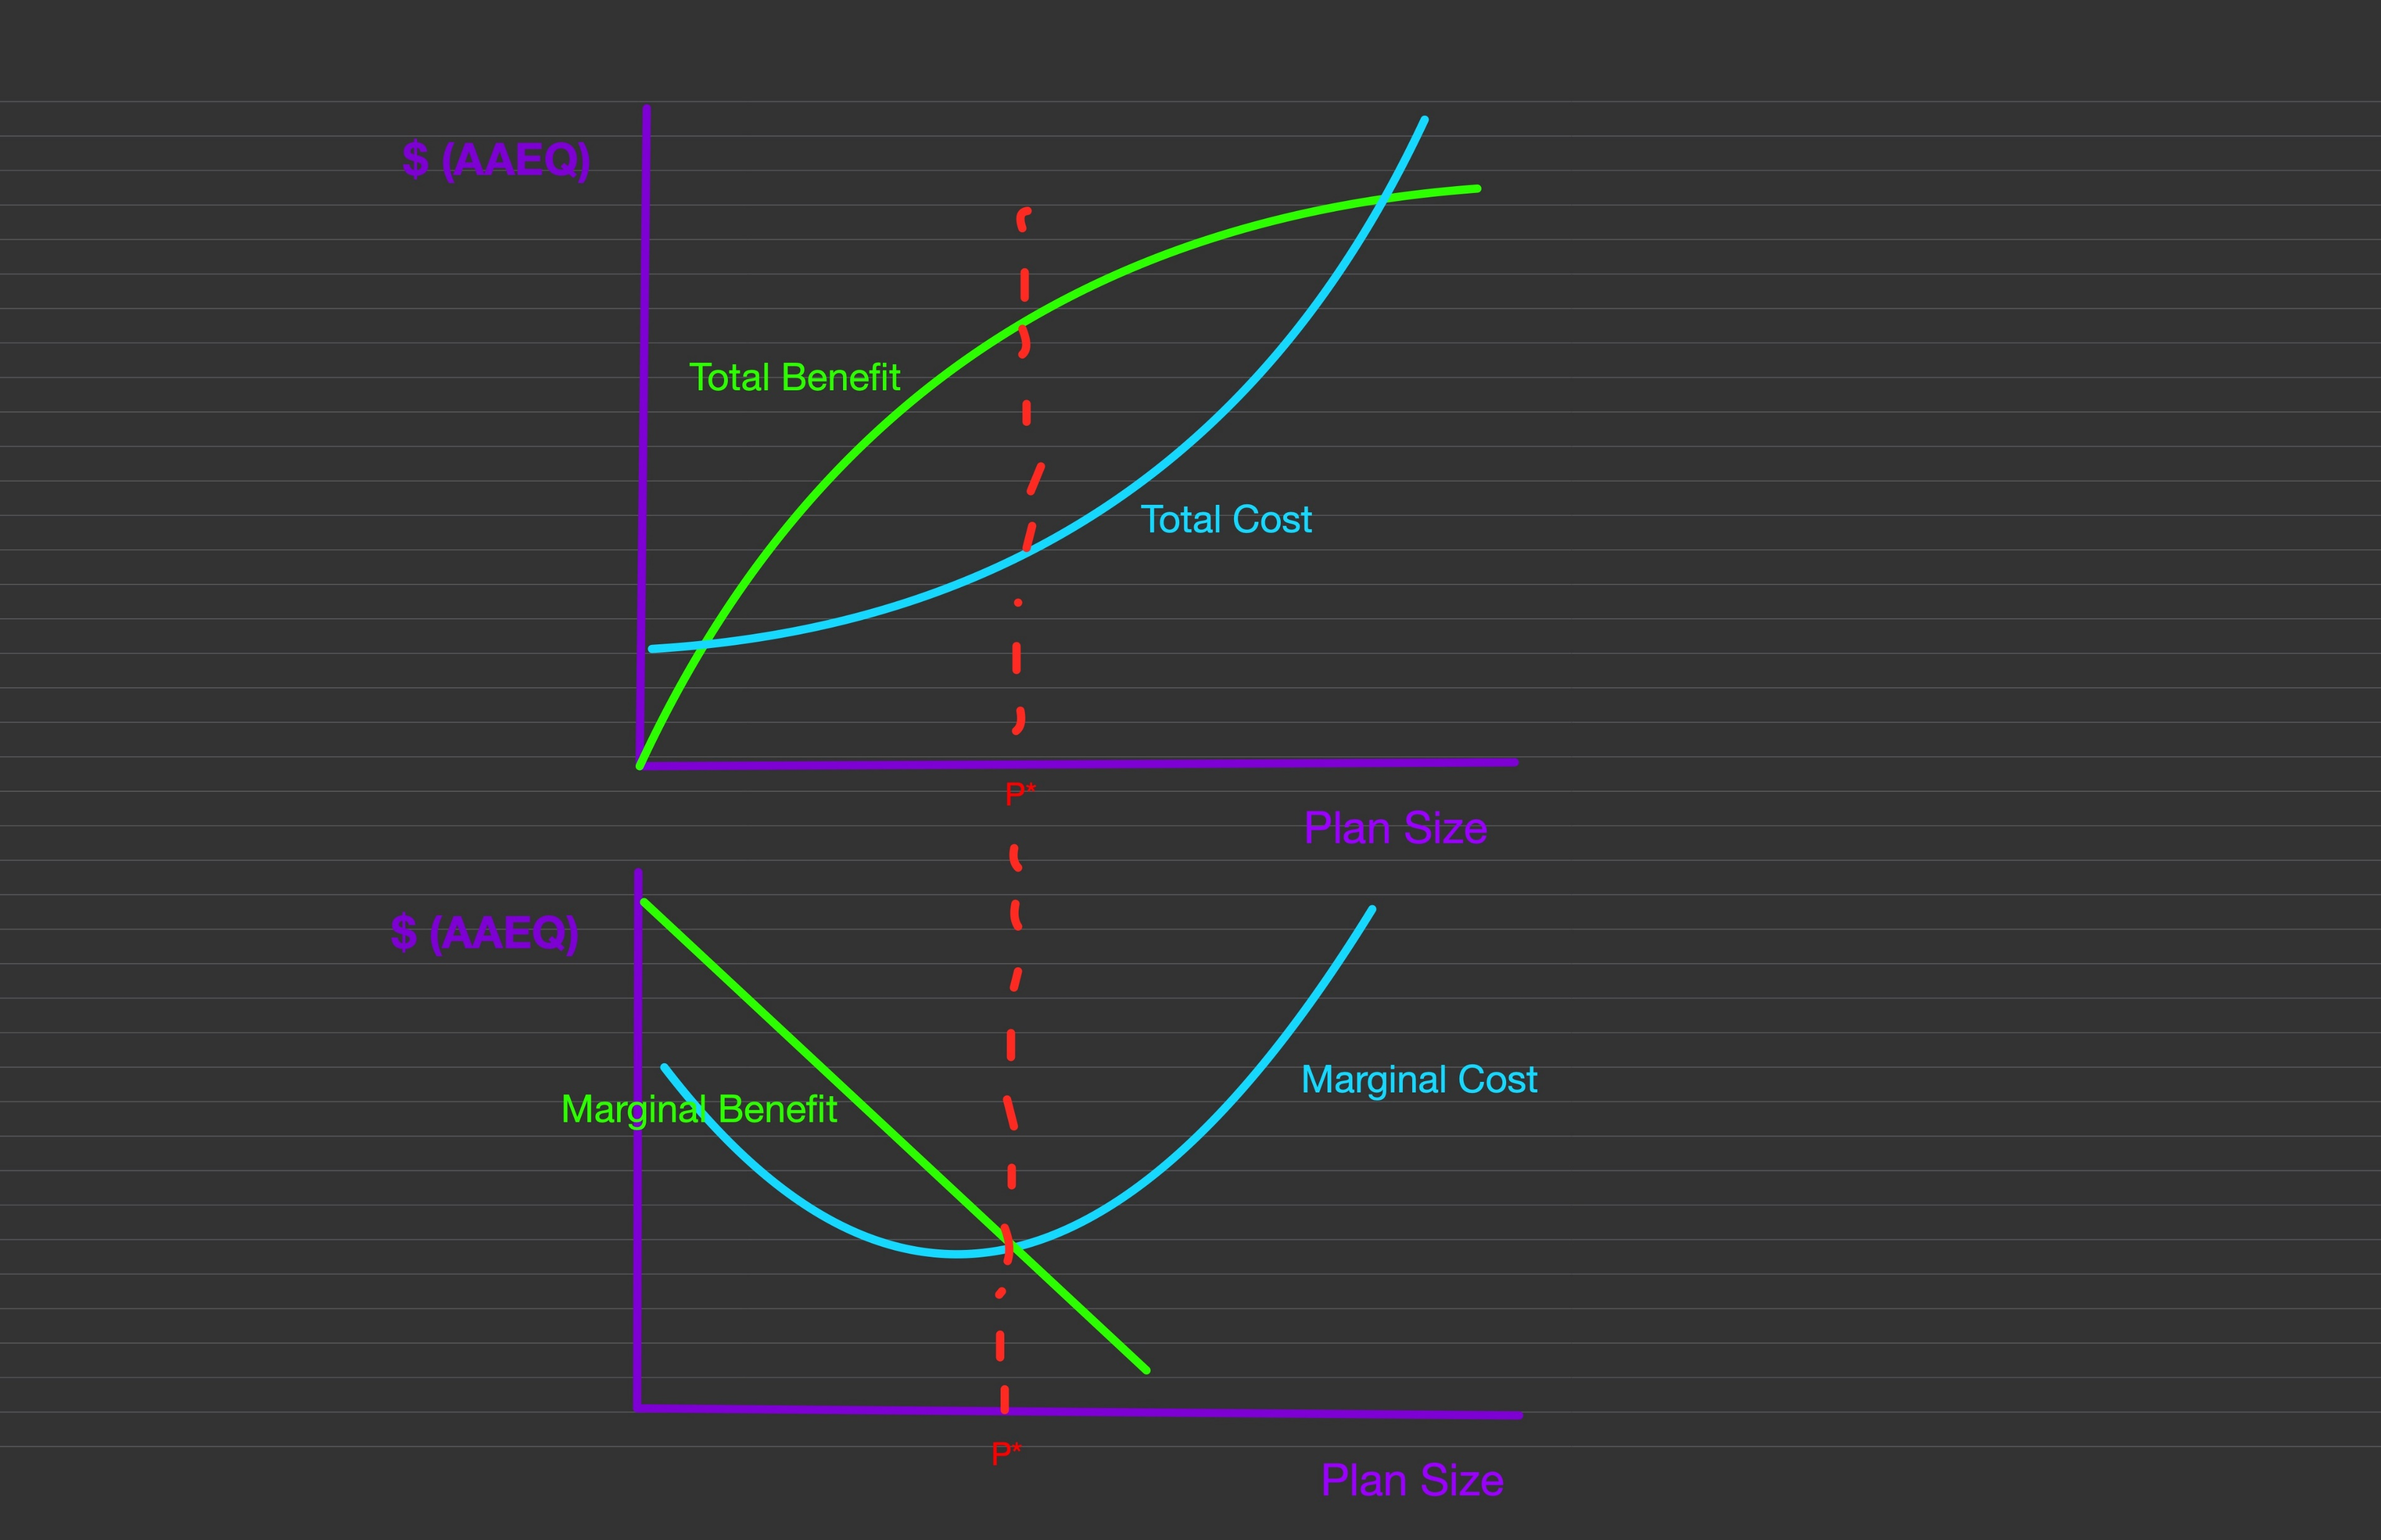 $ (AAEQ)
Total Benefit
Total Cost
P*
Plan Size
$ (AAEQ)
Marginal Cost
Marginal Benefit
P*
Plan Size